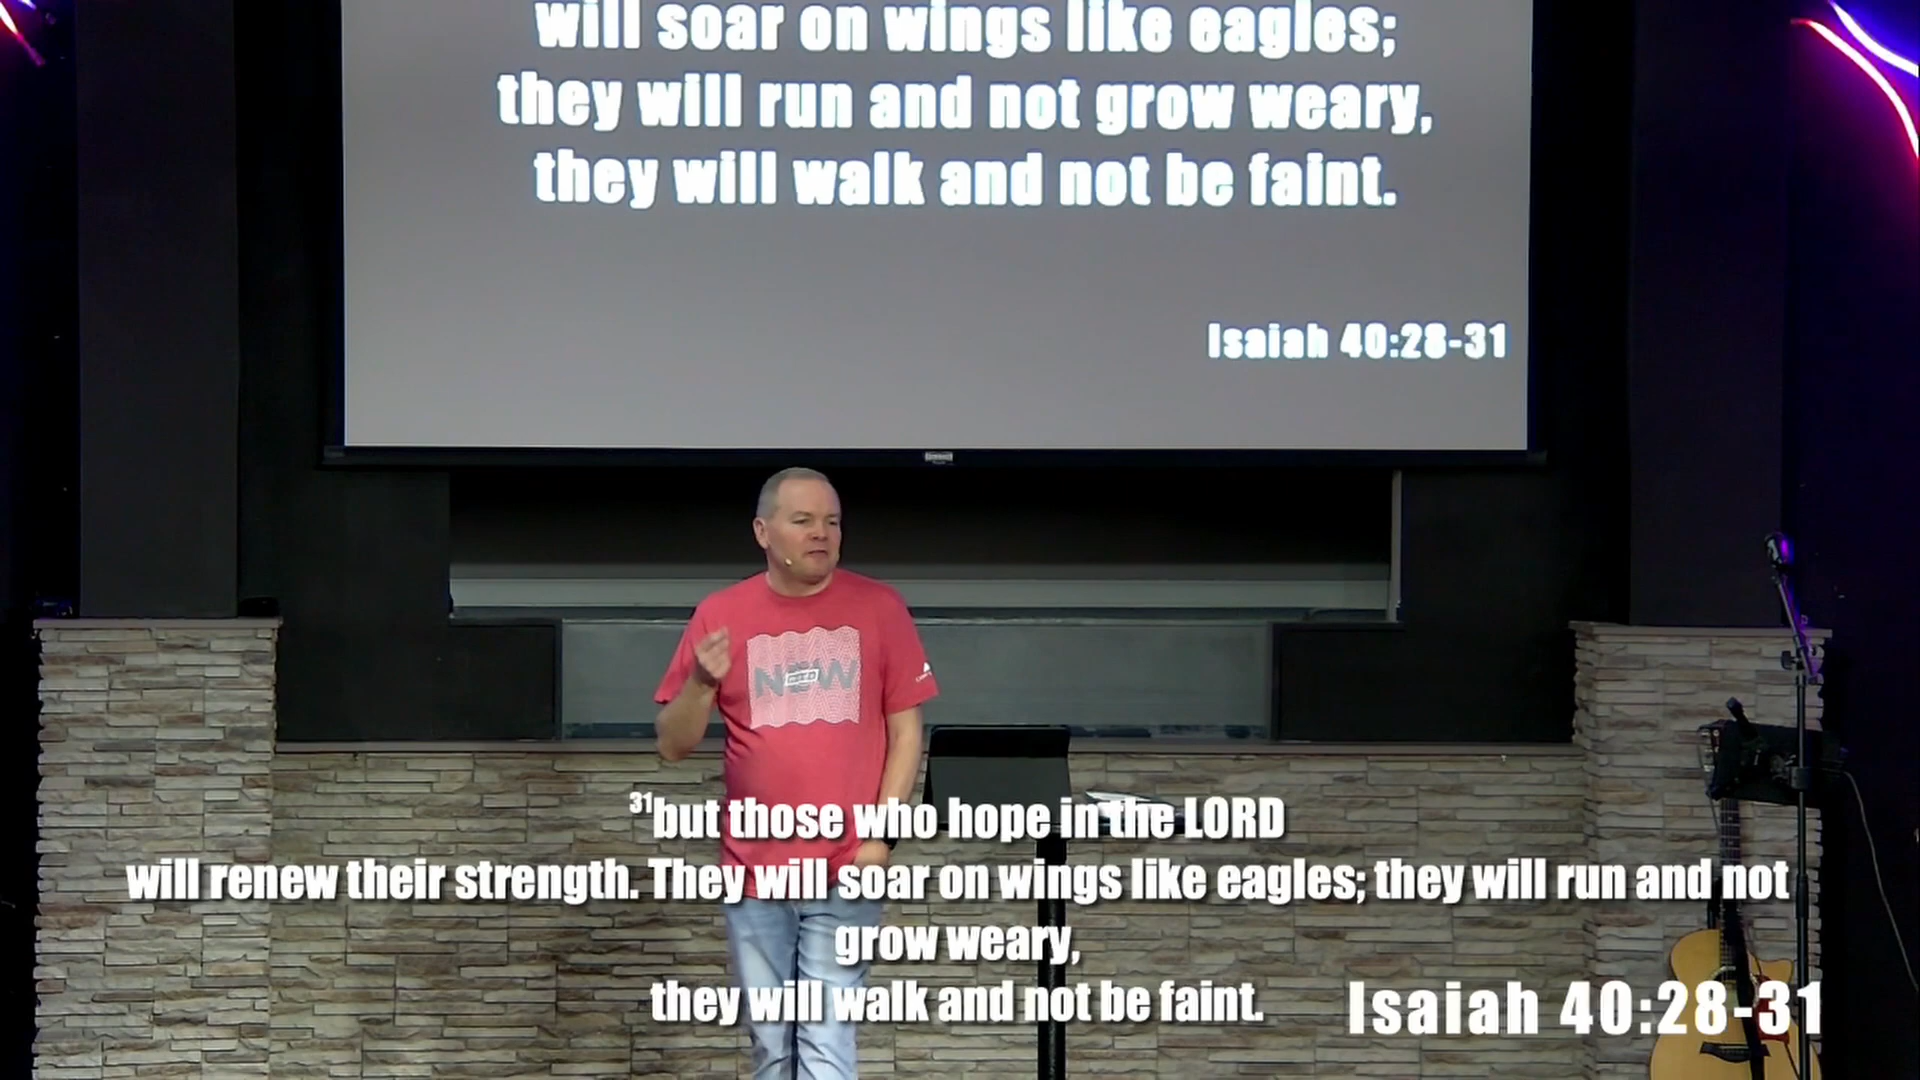 will soar on wings like eagles;
they will run and not grow weary,
they will walk and not be faint.
Isaiah 40:28-31
NOW
31but those who hope in the LORD
will renew their strength. They will soar on wings like eagles; they will run and not
grow weary,
they will walk and not be faint.
Isaiah 40:28-31